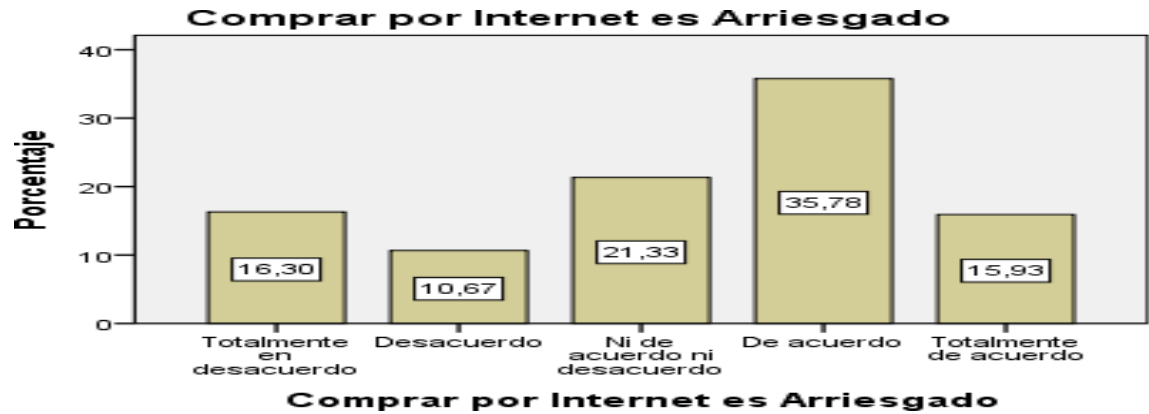 Comprar por Internet es Arriesgado
Porcentaje
40
30
20
10
0
16,30
10,67
21,33
35,78
15,93
Totalmente
en
desacuerdo
Desacuerdo
Ni de
acuerdo ni
desacuerdo
De acuerdo
Totalmente
de acuerdo
Comprar por Internet es Arriesgado